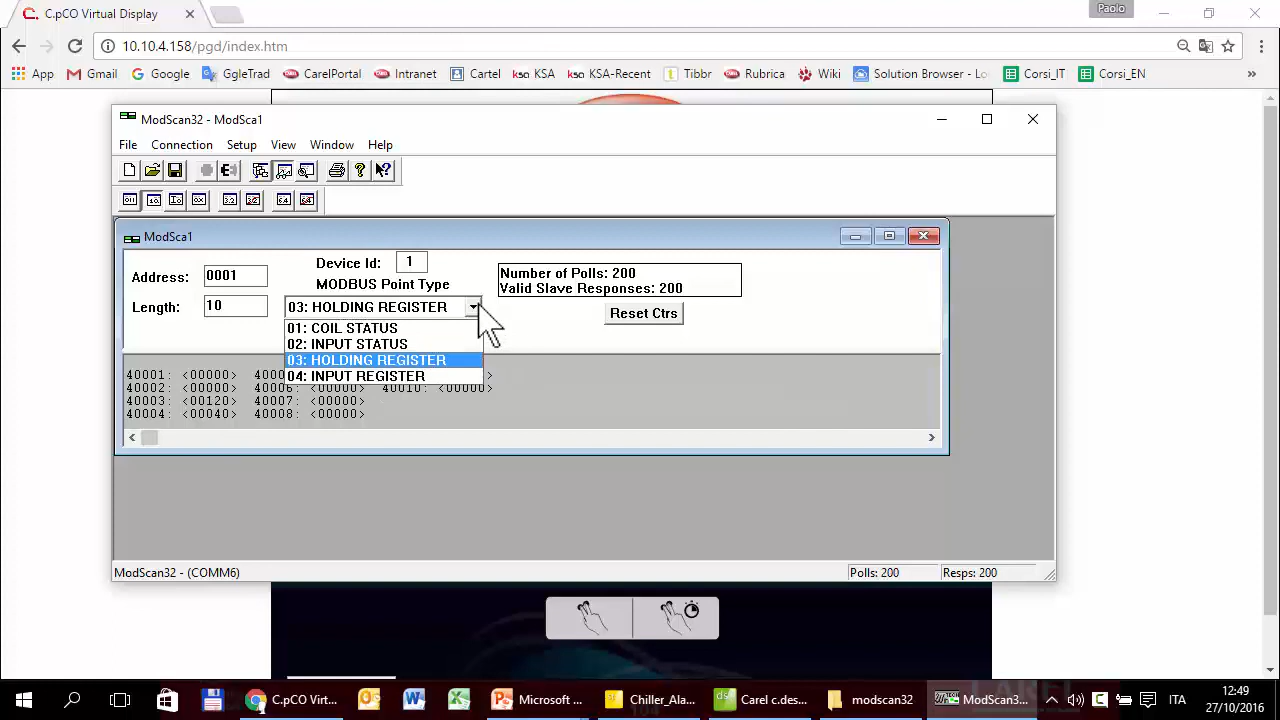 C.pCO Virtual Display
Paolo
10.10.4.158/pgd/index.htm
App
Gmail
Google
GgleTrad
CarelPortal
Intranet
Cartel
KSA
KSA-Recent
Tibbr
Rubrica
Wiki
Solution Browser - Lo
Corsi_IT
Corsi_EN
»
ModScan32 - ModSca1
File Connection Setup View Window Help
ModSca1
Address: 0001
Device Id: 1
MODBUS Point Type
Length: 10
03: HOLDING REGISTER
Number of Polls: 200
Valid Slave Responses: 200
Reset Ctrs
01: COIL STATUS
02: INPUT STATUS
03: HOLDING REGISTER
04: INPUT REGISTER
40001: <00000>
40002: <00000> 40010: <00000>
40003: <00120> 40007: <00000>
40004: <00040> 40008: <00000>
ModScan32 - (COMM6)
Polls: 200
Resps: 200
C.pCO Virt...
Microsoft ...
Chiller_Ala...
Carel c.des...
modscan32
ModScan3...
ITA
12:49
27/10/2016